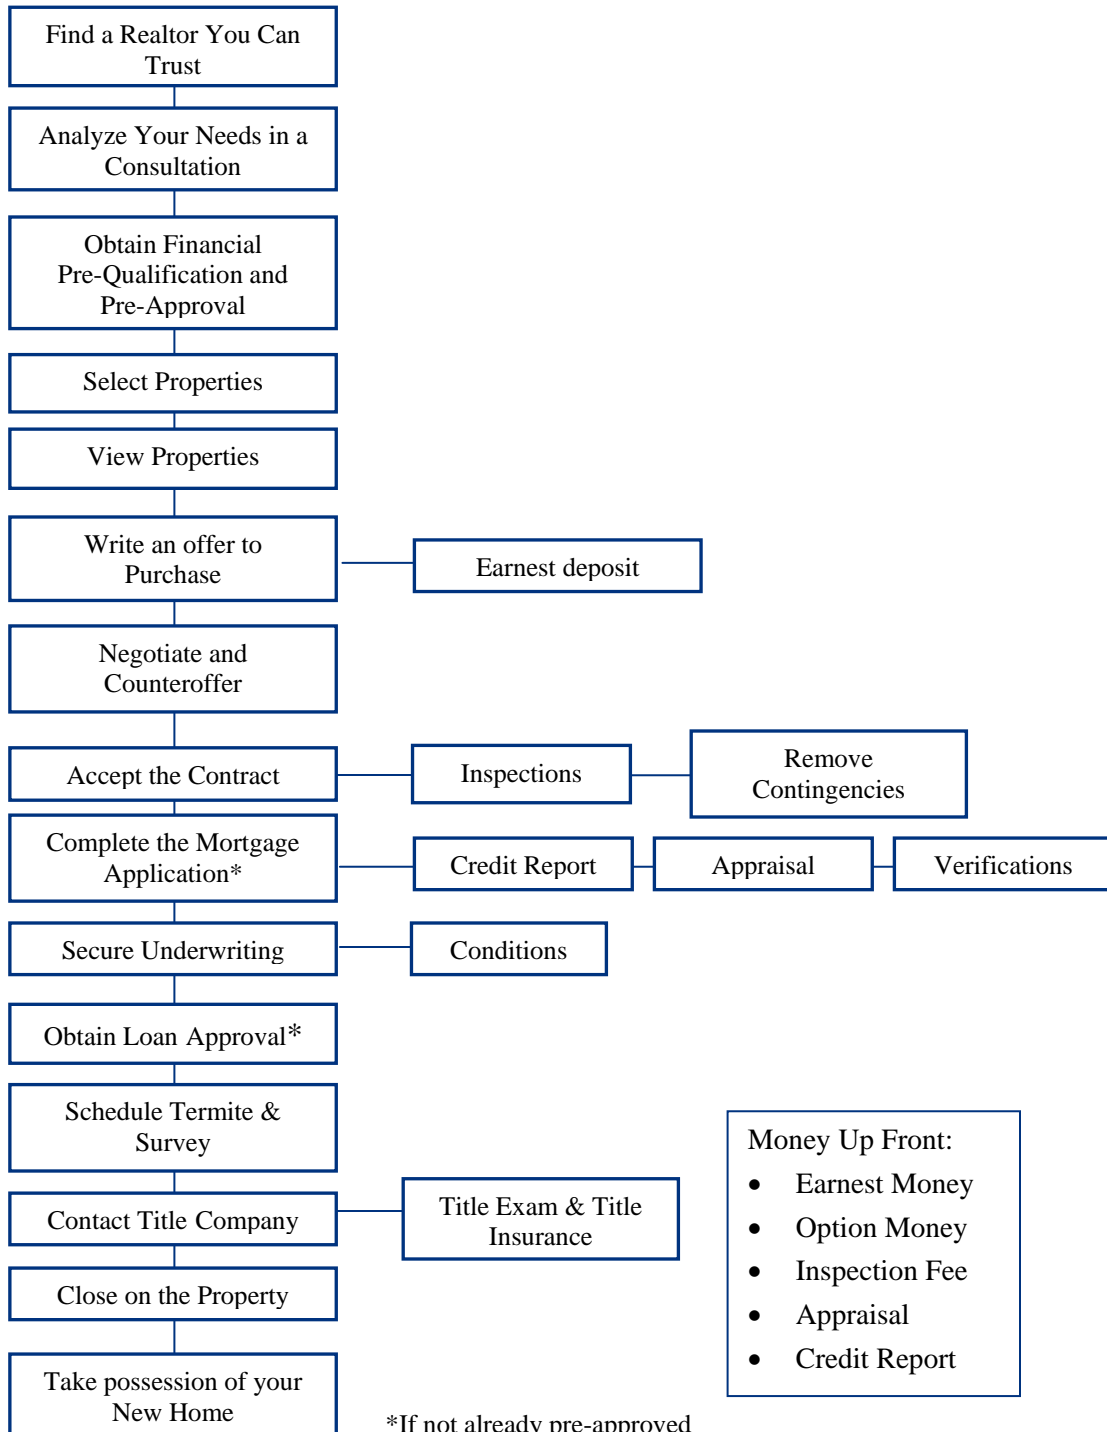 Find a Realtor You Can
Trust
Analyze Your Needs in a
Consultation
Obtain Financial
Pre-Qualification and
Pre-Approval
Select Properties
View Properties
Write an offer to
Purchase
Earnest deposit
Negotiate and
Counteroffer
Accept the Contract
Inspections
Remove
Contingencies
Complete the Mortgage
Application*
Credit Report
Appraisal
Verifications
Secure Underwriting
Conditions
Obtain Loan Approval*
Schedule Termite &
Survey
Contact Title Company
Title Exam & Title
Insurance
Close on the Property
Take possession of your
New Home
Money Up Front:
• Earnest Money
• Option Money
• Inspection Fee
• Appraisal
• Credit Report
*If not already pre-approved